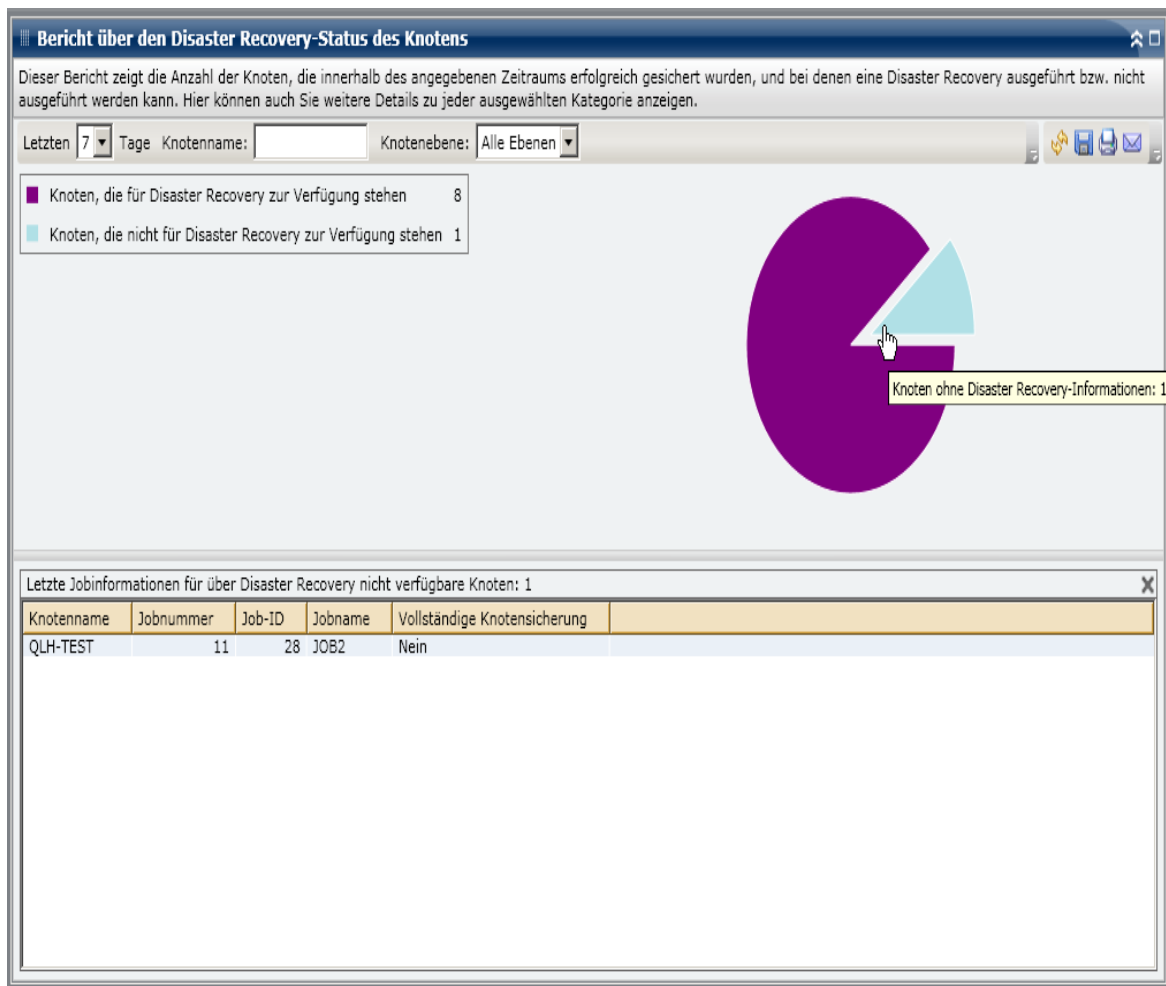 Bericht über den Disaster Recovery-Status des Knotens
Dieser Bericht zeigt die Anzahl der Knoten, die innerhalb des angegebenen Zeitraums erfolgreich gesichert wurden, und bei denen eine Disaster Recovery ausgeführt bzw. nicht
ausgeführt werden kann. Hier können auch Sie weitere Details zu jeder ausgewählten Kategorie anzeigen.
Letzten 7 Tage Knotenname: Knotenebene: Alle Ebenen
Knoten, die für Disaster Recovery zur Verfügung stehen 8
Knoten, die nicht für Disaster Recovery zur Verfügung stehen 1
Knoten ohne Disaster Recovery-Informationen: 1
Letzte Jobinformationen für über Disaster Recovery nicht verfügbare Knoten: 1
Knotenname Jobnummer Job-ID Jobname Vollständige Knotensicherung
QLH-TEST 11 28 JOB2 Nein